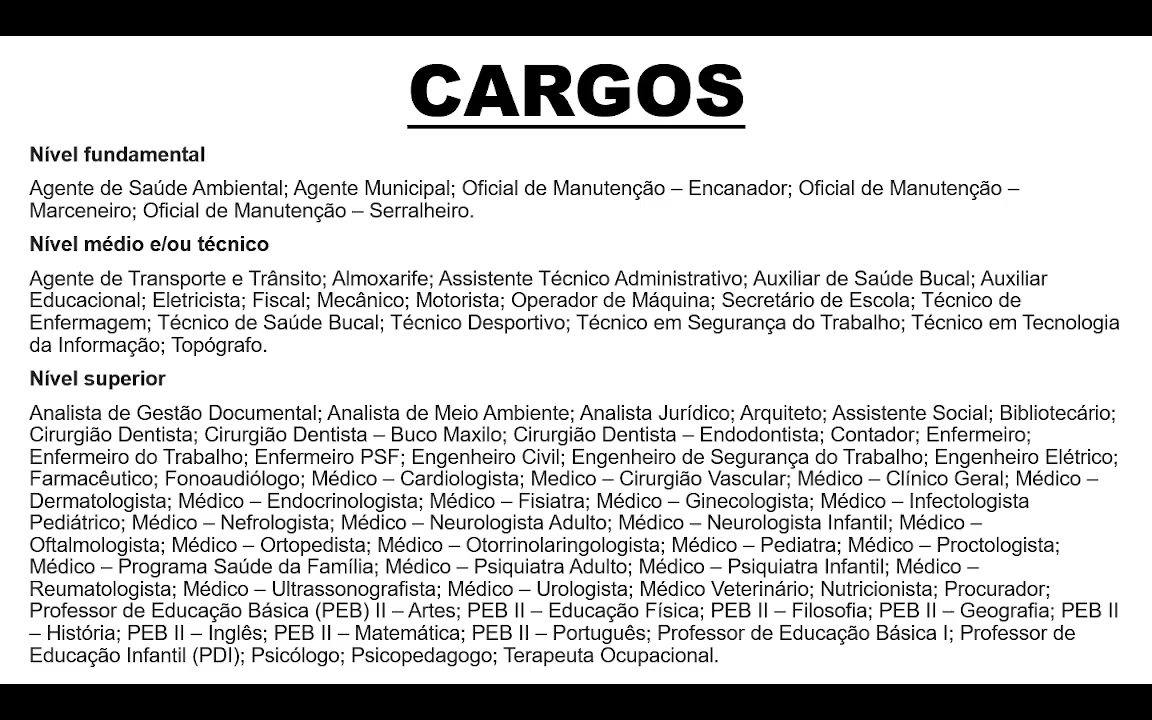 CARGOS
Nível fundamental
Agente de Saúde Ambiental; Agente Municipal; Oficial de Manutenção – Encanador; Oficial de Manutenção –
Marceneiro; Oficial de Manutenção – Serralheiro.
Nível médio e/ou técnico
Agente de Transporte e Trânsito; Almoxarife; Assistente Técnico Administrativo; Auxiliar de Saúde Bucal; Auxiliar
Educacional; Eletricista; Fiscal; Mecânico; Motorista; Operador de Máquina; Secretário de Escola; Técnico de
Enfermagem; Técnico de Saúde Bucal; Técnico Desportivo; Técnico em Segurança do Trabalho; Técnico em Tecnologia
da Informação; Topógrafo.
Nível superior
Analista de Gestão Documental; Analista de Meio Ambiente; Analista Jurídico; Arquiteto; Assistente Social; Bibliotecário;
Cirurgião Dentista; Cirurgião Dentista – Buco Maxilo; Cirurgião Dentista – Endodontista; Contador; Enfermeiro;
Enfermeiro do Trabalho; Enfermeiro PSF; Engenheiro Civil; Engenheiro de Segurança do Trabalho; Engenheiro Elétrico;
Farmacêutico; Fonoaudiólogo; Médico – Cardiologista; Medico – Cirurgião Vascular; Médico – Clínico Geral; Médico –
Dermatologista; Médico – Endocrinologista; Médico – Fisiatra; Médico – Ginecologista; Médico – Infectologista
Pediátrico; Médico – Nefrologista; Médico – Neurologista Adulto; Médico – Neurologista Infantil; Médico –
Oftalmologista; Médico – Ortopedista; Médico – Otorrinolaringologista; Médico – Pediatra; Médico – Proctologista;
Médico – Programa Saúde da Família; Médico – Psiquiatra Adulto; Médico – Psiquiatra Infantil; Médico –
Reumatologista; Médico – Ultrassonografista; Médico – Urologista; Médico Veterinário; Nutricionista; Procurador;
Professor de Educação Básica (PEB) II – Artes; PEB II – Educação Física; PEB II – Filosofia; PEB II – Geografia; PEB II
– História; PEB II – Inglês; PEB II – Matemática; PEB II – Português; Professor de Educação Básica I; Professor de
Educação Infantil (PDI); Psicólogo; Psicopedagogo; Terapeuta Ocupacional.